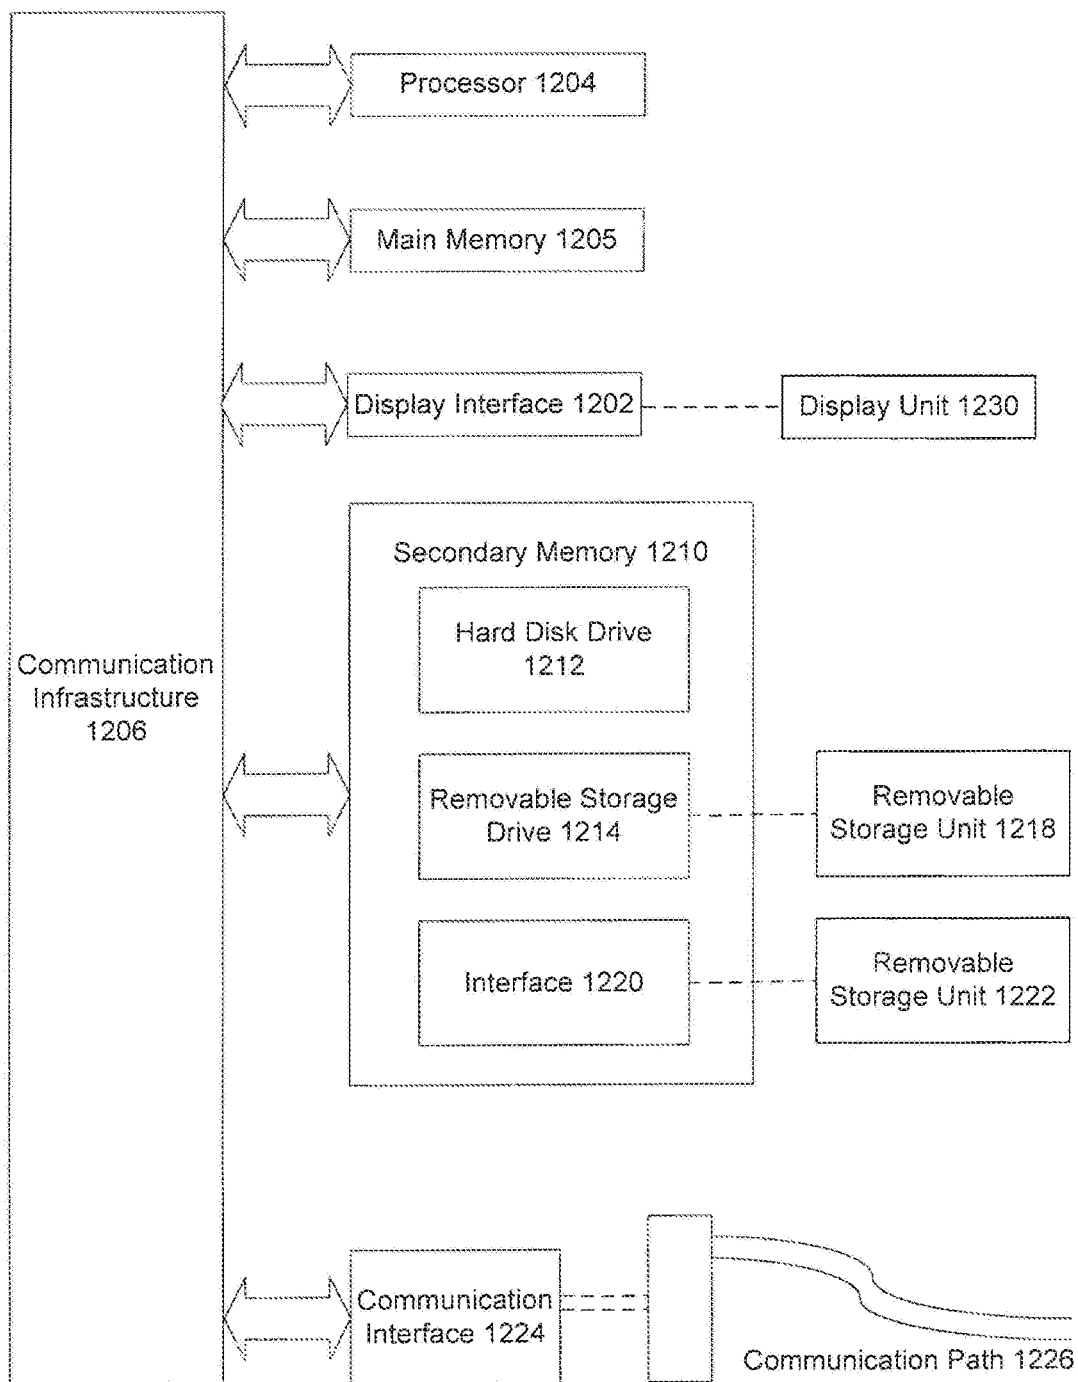 Processor 1204
Main Memory 1205
Display Interface 1202
Display Unit 1230
Secondary Memory 1210
Hard Disk Drive
1212
Communication
Infrastructure
1206
Removable Storage
Drive 1214
Removable
Storage Unit 1218
Interface 1220
Removable
Storage Unit 1222
Communication
Interface 1224
Communication Path 1226